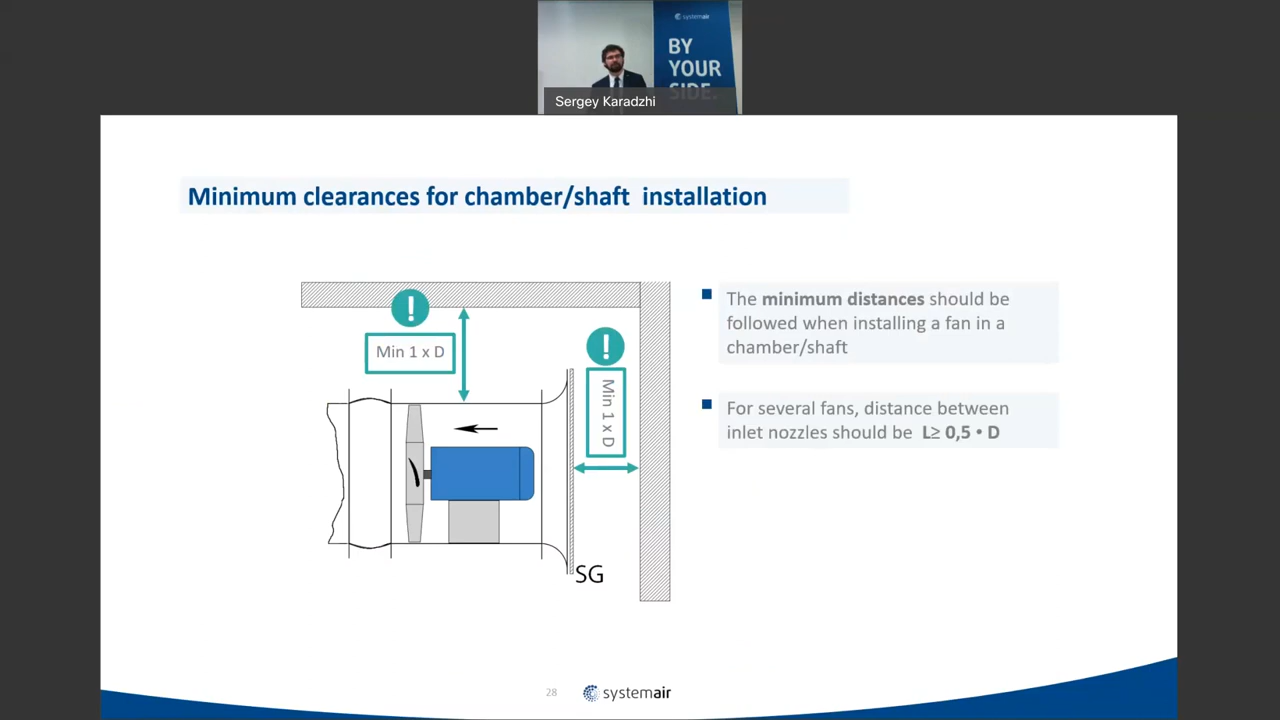 systemair
BY
YOUR
SIDE.
Sergey Karadzhi
Minimum clearances for chamber/shaft installation
Min 1 x D
Min 1 x D
SG
The minimum distances should be
followed when installing a fan in a
chamber/shaft
For several fans, distance between
inlet nozzles should be L≥ 0,5 • D
28
systemair